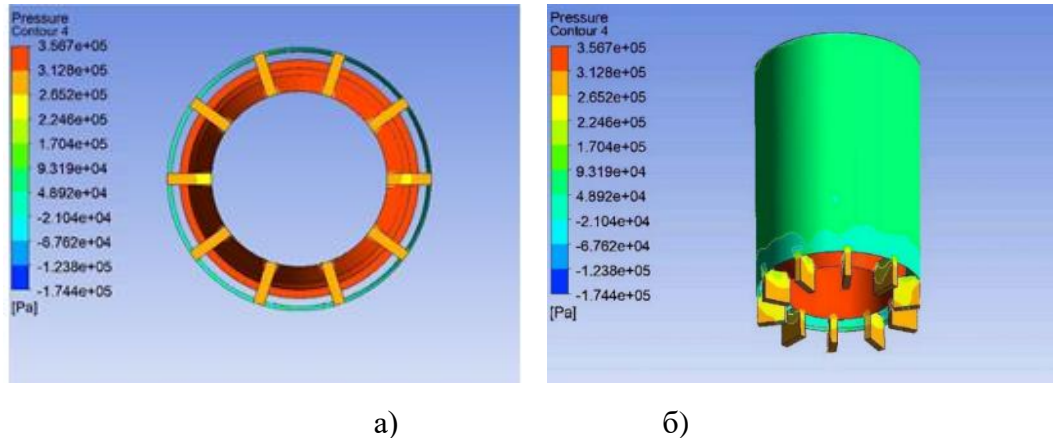 Pressure
Contour 4
3.567e+05
3.128e+05
2.652e+05
2.246e+05
1.704e+05
9.319e+04
4.892e+04
-2.104e+04
-6.762e+04
-1.238e+05
-1.744e+05
[Pa]
Pressure
Contour 4
3.567e+05
3.128e+05
2.652e+05
2.246e+05
1.704e+05
9.319e+04
4.892e+04
-2.104e+04
-6.762e+04
-1.238e+05
-1.744e+05
[Pa]
а)
б)